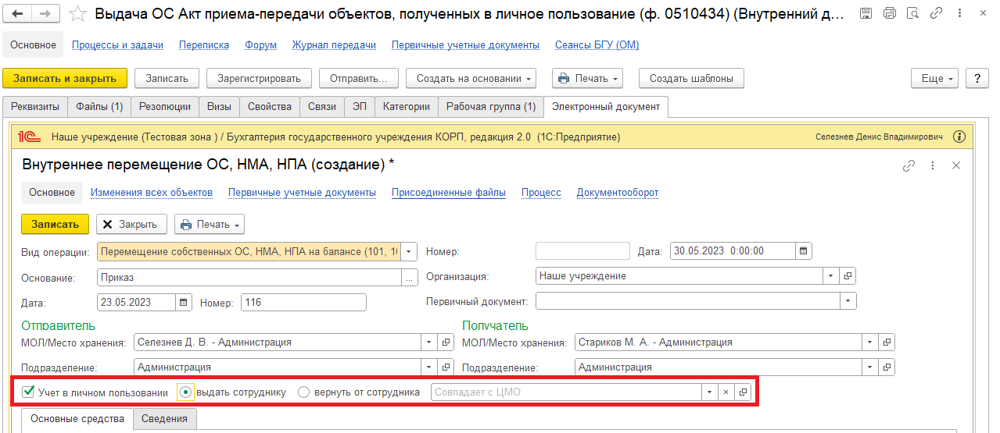 Выдача ОС Акт приема-передачи объектов, полученных в личное пользование (ф. 0510434) (Внутренний д...
Основное Процессы и задачи Переписка Форум Журнал передачи Первичные учетные документы Сеансы БГУ (ОМ)
Записать и закрыть Записать Зарегистрировать Отправить... Создать на основании Печать Создать шаблоны Еще ?
Реквизиты Файлы (1) Резолюции Визы Свойства Связи ЭП Категории Рабочая группа (1) Электронный документ
1С Наше учреждение (Тестовая зона ) / Бухгалтерия государственного учреждения КОРП, редакция 2.0 (1С:Предприятие) Селезнев Денис Владимирович
Внутреннее перемещение ОС, НМА, НПА (создание) *
Основное Изменения всех объектов Первичные учетные документы Присоединенные файлы Процесс Документооборот
Записать Закрыть Печать
Вид операции: Перемещение собственных ОС, НМА, НПА на балансе (101, 10 Номер: Дата: 30.05.2023 0:00:00
Основание: Приказ ... Организация: Наше учреждение
Дата: 23.05.2023 Номер: 116 Первичный документ:
Отправитель Получатель
МОЛ/Место хранения: Селезнев Д. В. - Администрация МОЛ/Место хранения: Стариков М. А. - Администрация
Подразделение: Администрация Подразделение: Администрация
Учет в личном пользовании выдать сотруднику вернуть от сотрудника Совпадает с ЦМО
Основные средства Сведения